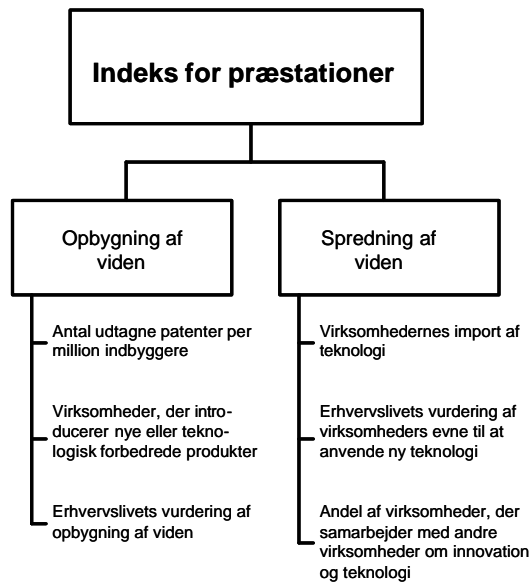 Indeks for præstationer
Opbygning af
viden
Antal udtagne patenter per
million indbyggere
Virksomheder, der intro-
ducerer nye eller tekno-
logisk forbedrede produkter
Erhvervslivets vurdering af
opbygning af viden
Spredning af
viden
Virksomhedernes import af
teknologi
Erhvervslivets vurdering af
virksomheders evne til at
anvende ny teknologi
Andel af virksomheder, der
samarbejder med andre
virksomheder om innovation
og teknologi